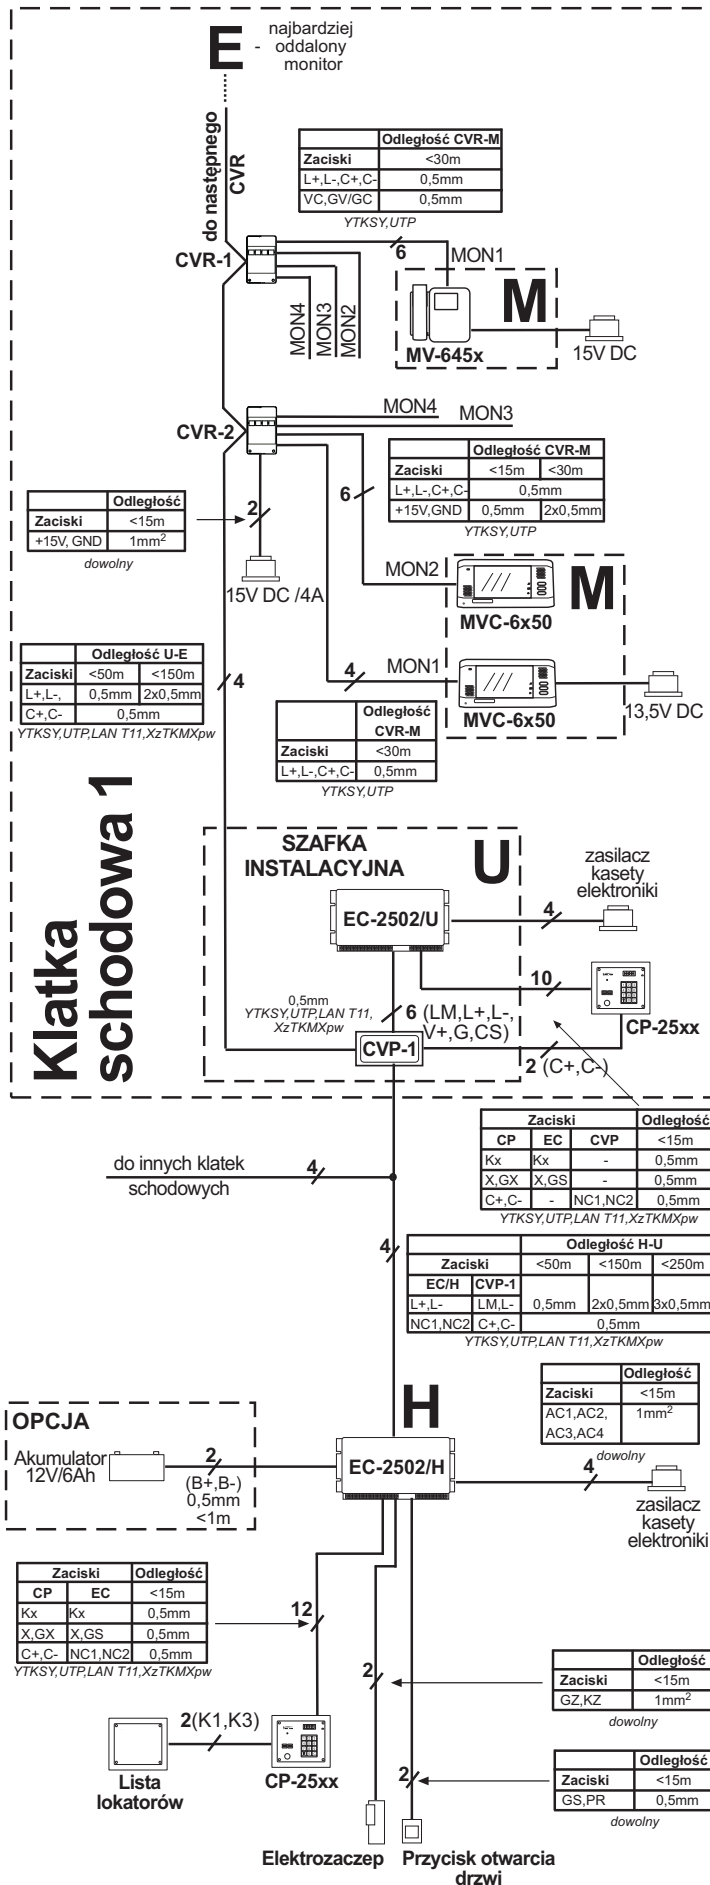 E
- najbardziej
oddalony
monitor
do następnego
CVR
Odległość CVR-M
Zaciski <30m
L+,L-,C+,C- 0,5mm
VC,GV/GC 0,5mm
YTKSY,UTP
CVR-1
6
MON1
MON4
MON3
MON2
M
MV-645x
15V DC
CVR-2
MON4
MON3
Odległość CVR-M
Zaciski <15m <30m
L+,L-,C+,C- 0,5mm
+15V,GND 0,5mm 2x0,5mm
YTKSY,UTP
6
Odległość
Zaciski <15m
+15V, GND 1mm²
dowolny
2
15V DC /4A
MON2
M
MVC-6x50
Odległość U-E
Zaciski <50m <150m
L+,L-, 0,5mm 2x0,5mm
C+,C- 0,5mm
YTKSY,UTP,LAN T11,XzTKMXpw
4
4
MON1
MVC-6x50
13,5V DC
Odległość
CVR-M
Zaciski <30m
L+,L-,C+,C- 0,5mm
YTKSY,UTP
Klatka
schodowa 1
SZAFKA
INSTALACYJNA
U
EC-2502/U
4
zasilacz
kasety
elektroniki
10
CP-25xx
0,5mm
YTKSY,UTP,LAN T11,
XzTKMXpw
6 (LM,L+,L-,
V+,G,CS)
CVP-1
2 (C+,C-)
Zaciski Odległość
CP EC CVP <15m
Kx Kx - 0,5mm
X,GX X,GS - 0,5mm
C+,C- - NC1,NC2 0,5mm
YTKSY,UTP,LAN T11,XzTKMXpw
do innych klatek
schodowych
4
4
Odległość H-U
Zaciski <50m <150m <250m
EC/H CVP-1
L+,L- LM,L- 0,5mm 2x0,5mm 3x0,5mm
NC1,NC2 C+,C- 0,5mm
YTKSY,UTP,LAN T11,XzTKMXpw
H
Odległość
Zaciski <15m
AC1,AC2, 1mm²
AC3,AC4
dowolny
OPCJA
Akumulator
12V/6Ah
2
(B+,B-)
0,5mm
<1m
EC-2502/H
4
zasilacz
kasety
elektroniki
Zaciski Odległość
CP EC <15m
Kx Kx 0,5mm
X,GX X,GS 0,5mm
C+,C- NC1,NC2 0,5mm
YTKSY,UTP,LAN T11,XzTKMXpw
12
2
Odległość
Zaciski <15m
GZ,KZ 1mm²
dowolny
2(K1,K3)
Lista
lokatorów
CP-25xx
2
Odległość
Zaciski <15m
GS,PR 0,5mm
dowolny
Elektrozaczep
Przycisk otwarcia
drzwi